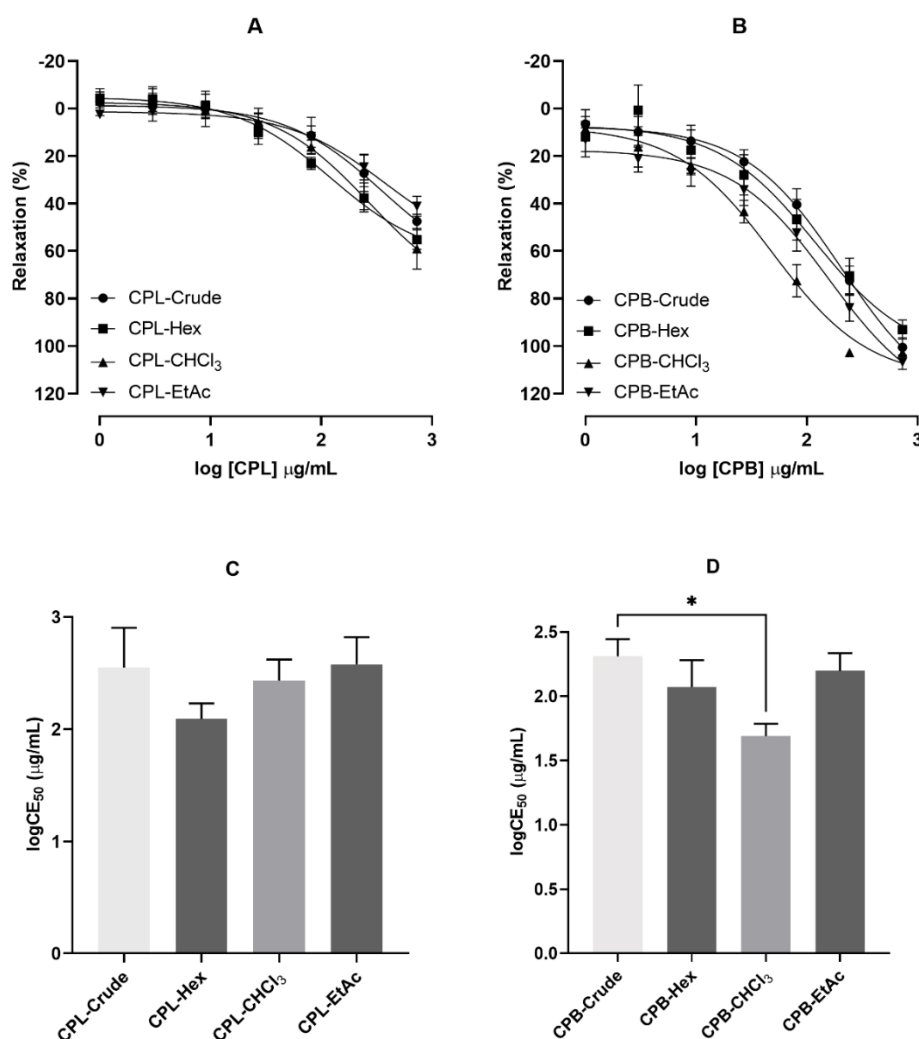 A
-20
0
20
40
60
80
100
120
Relaxation (%)
CPL-Crude
CPL-Hex
CPL-CHCl₃
CPL-EtAc
0
1
2
3
log [CPL] μg/mL
B
-20
0
20
40
60
80
100
120
Relaxation (%)
CPB-Crude
CPB-Hex
CPB-CHCl₃
CPB-EtAc
0
1
2
3
log [CPB] μg/mL
C
3
2
1
0
logCE₅₀ (μg/mL)
CPL-Crude
CPL-Hex
CPL-CHCl₃
CPL-EtAc
D
*
2.5
2.0
1.5
1.0
0.5
0.0
logCE₅₀ (μg/mL)
CPB-Crude
CPB-Hex
CPB-CHCl₃
CPB-EtAc